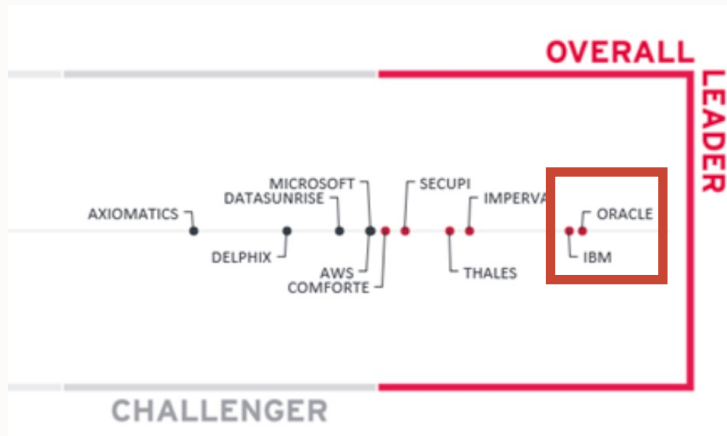 OVERALL
LEADER
MICROSOFT
SECUPI
DATASUNRISE
IMPERVA
AXIOMATICS
ORACLE
DELPHIX
IBM
AWS
THALES
COMFORTE
CHALLENGER